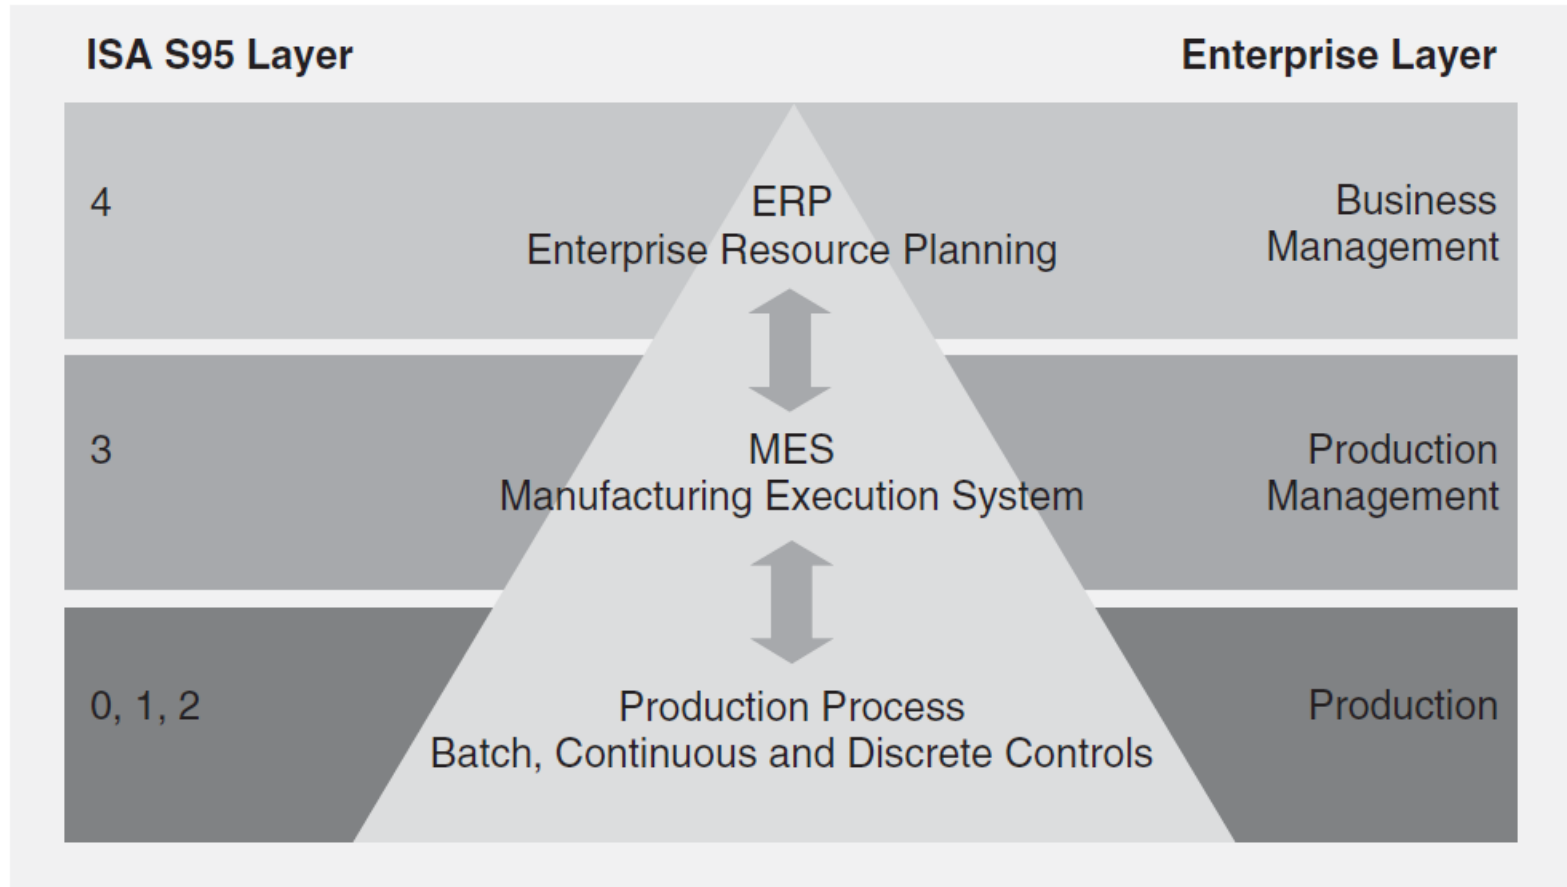 ISA S95 Layer
Enterprise Layer
4
ERP
Enterprise Resource Planning
Business
Management
3
MES
Manufacturing Execution System
Production
Management
0, 1, 2
Production Process
Batch, Continuous and Discrete Controls
Production